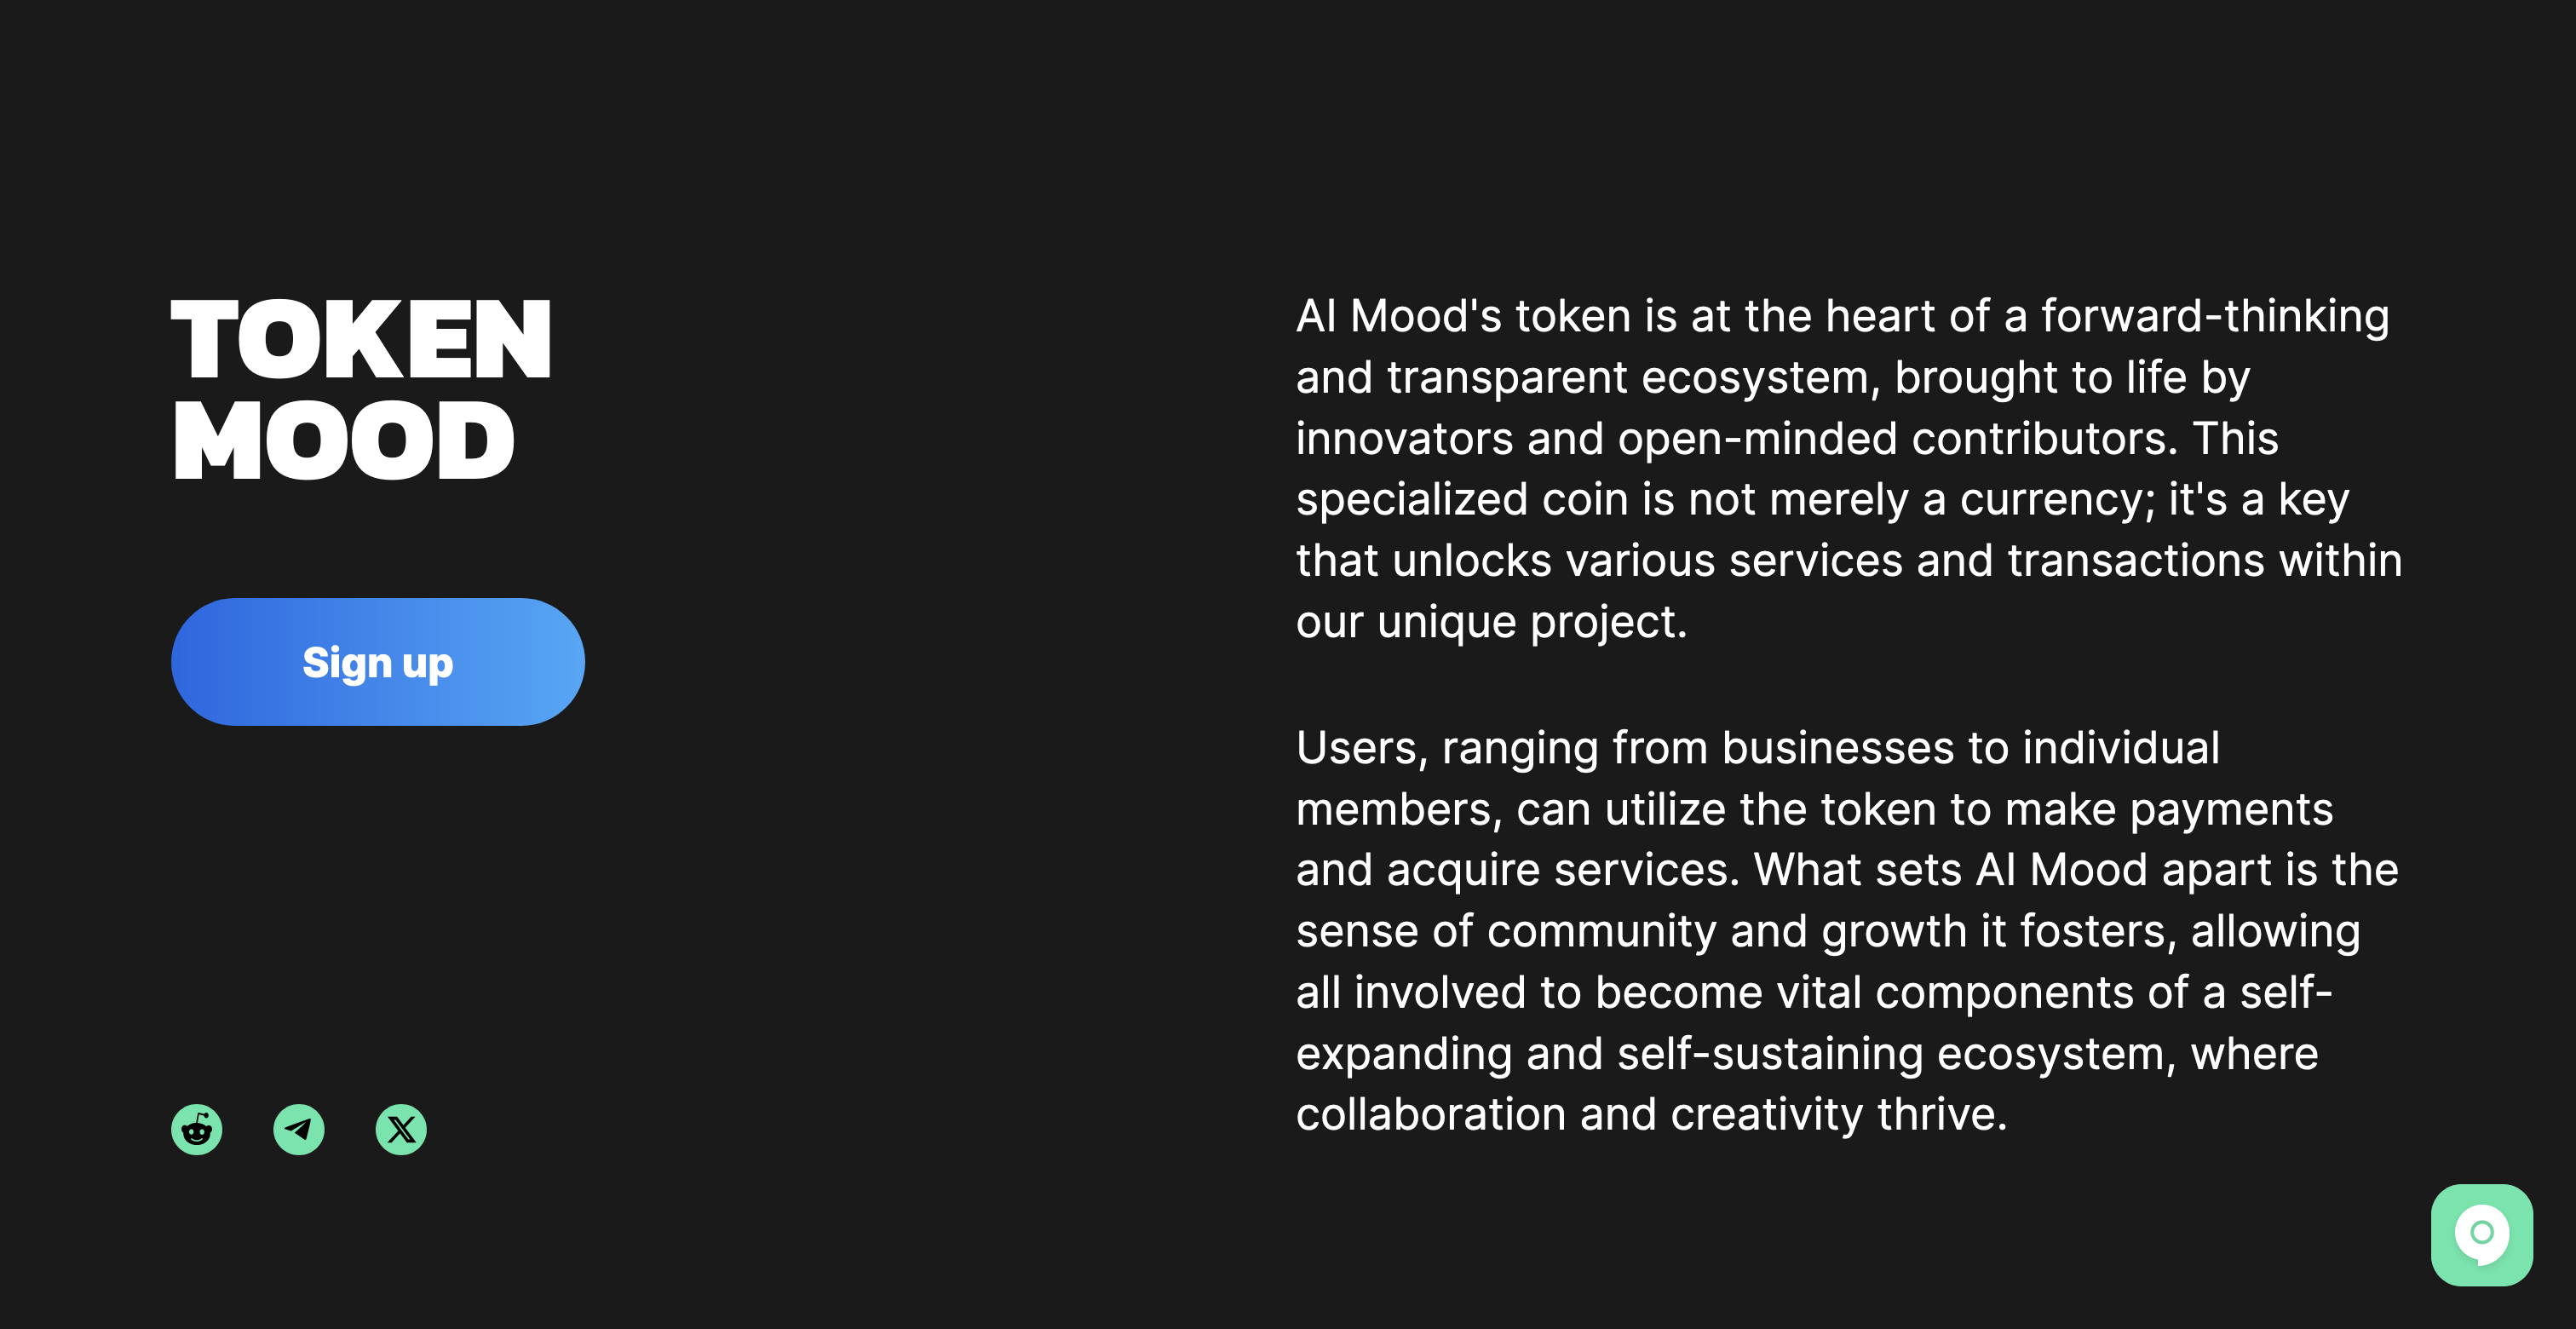 TOKEN
MOOD
Sign up
AI Mood's token is at the heart of a forward-thinking
and transparent ecosystem, brought to life by
innovators and open-minded contributors. This
specialized coin is not merely a currency; it's a key
that unlocks various services and transactions within
our unique project.
Users, ranging from businesses to individual
members, can utilize the token to make payments
and acquire services. What sets AI Mood apart is the
sense of community and growth it fosters, allowing
all involved to become vital components of a self-
expanding and self-sustaining ecosystem, where
collaboration and creativity thrive.